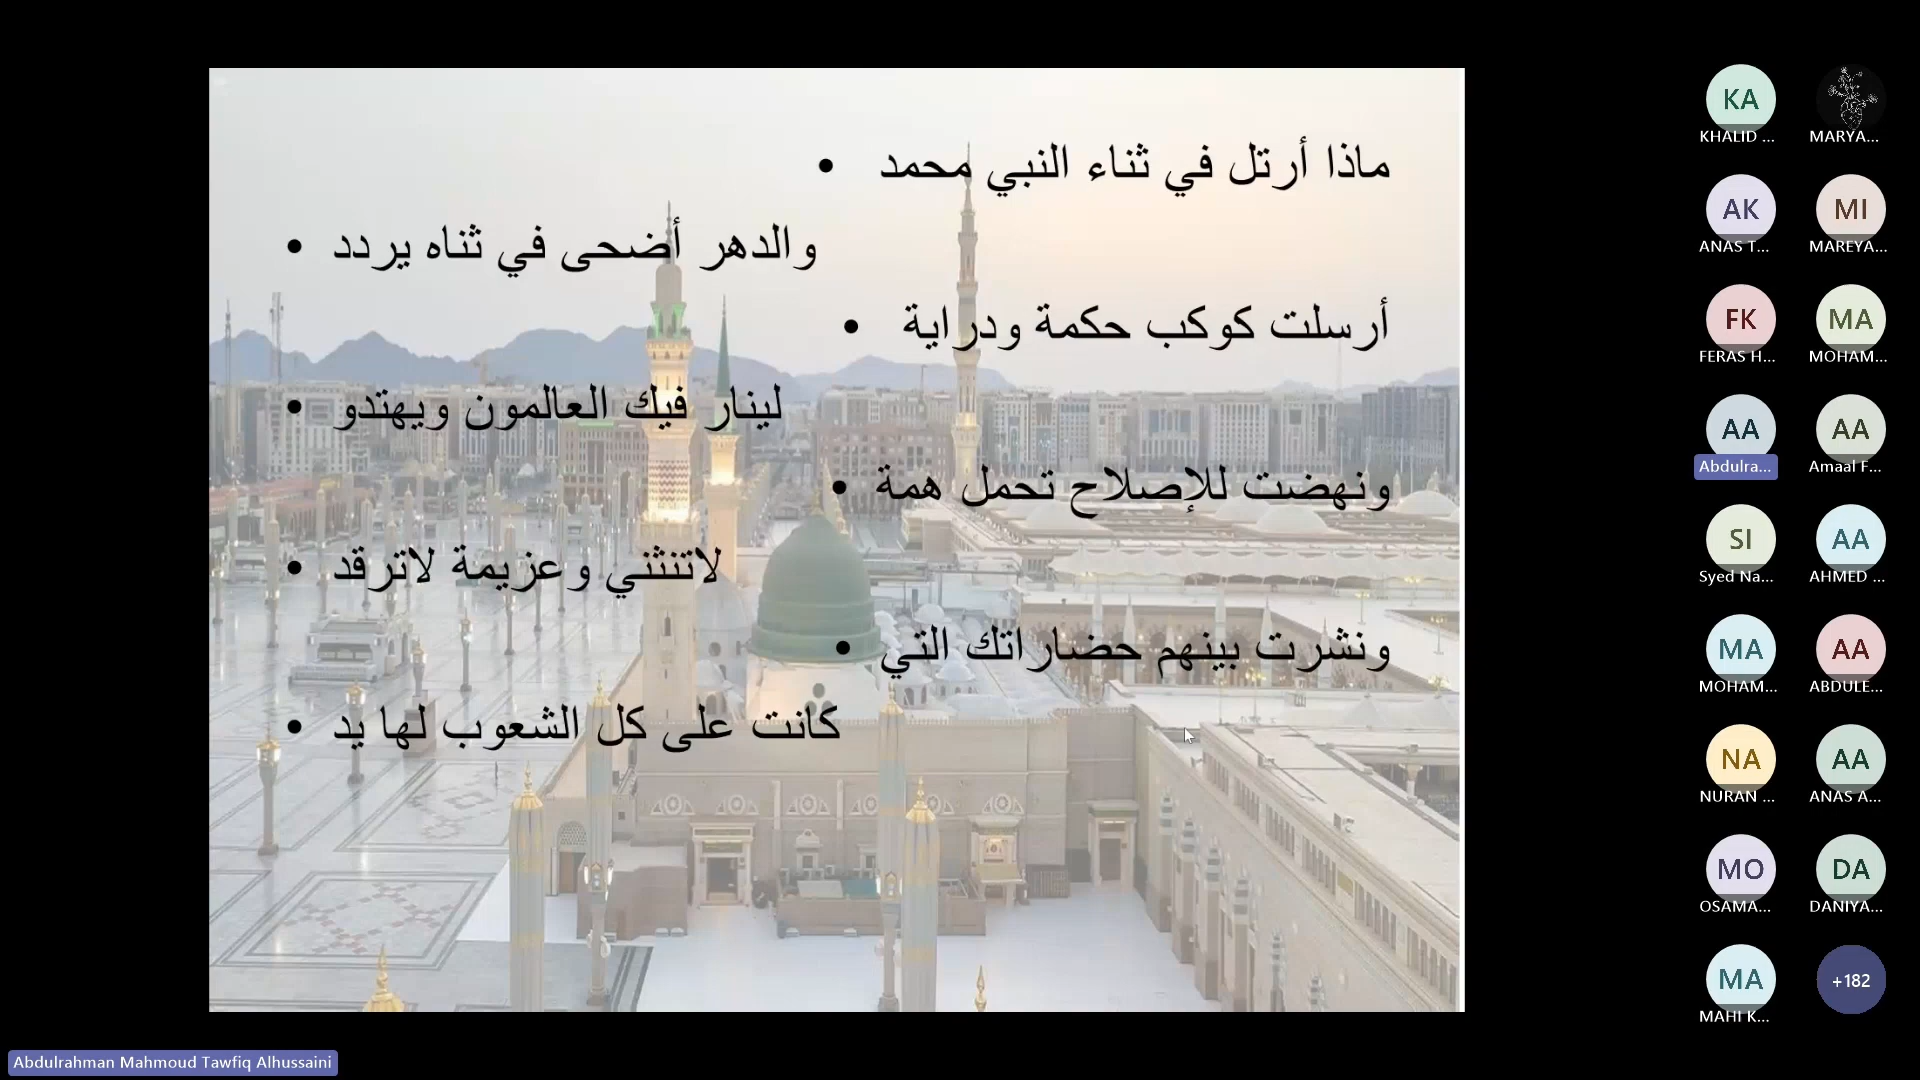 ماذا أرتل في ثناء النبي محمد
والدهر أضحى في ثناه يردد
أرسلت كوكب حكمة ودراية
لينار فيك العالمون ويهتدو
ونهضت للإصلاح تحمل همة
لاتنثني وعزيمة لاترقد
ونشرت بينهم حضاراتك التي
كانت على كل الشعوب لها يد
KA
KHALID ...
MARYA...
AK
ANAS T...
MI
MAREYA...
FK
FERAS H...
MA
MOHAM...
AA
Abdulra...
AA
Amaal F...
SI
Syed Na...
AA
AHMED ...
MA
MOHAM...
AA
ABDULE...
NA
NURAN ...
AA
ANAS A...
MO
OSAMA...
DA
DANIYA...
MA
MAHI K...
+182
Abdulrahman Mahmoud Tawfiq Alhussaini